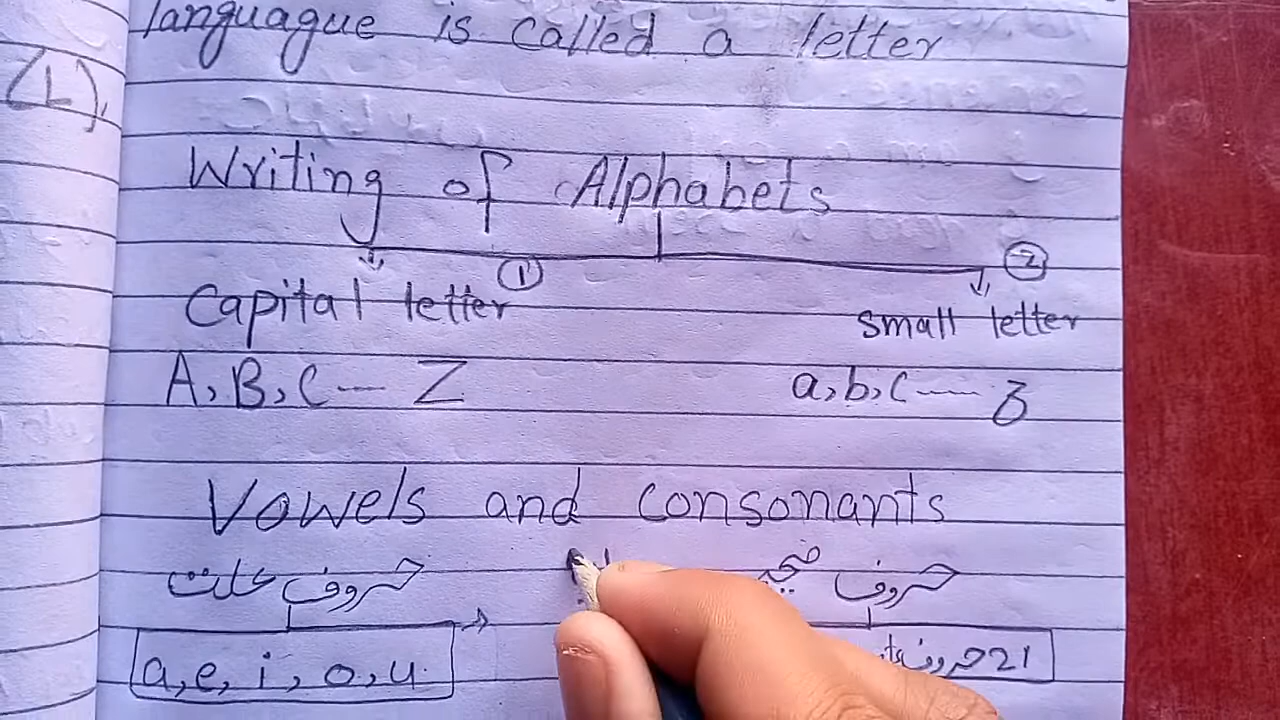 languague is called a letter
(L),
Writing of Alphabets
① ②
Capital letter small letter
A, B, C — Z a, b, c — z
Vowels and consonants
حروف علت حروف صحیح
a, e, i, o, u. 21 حروف